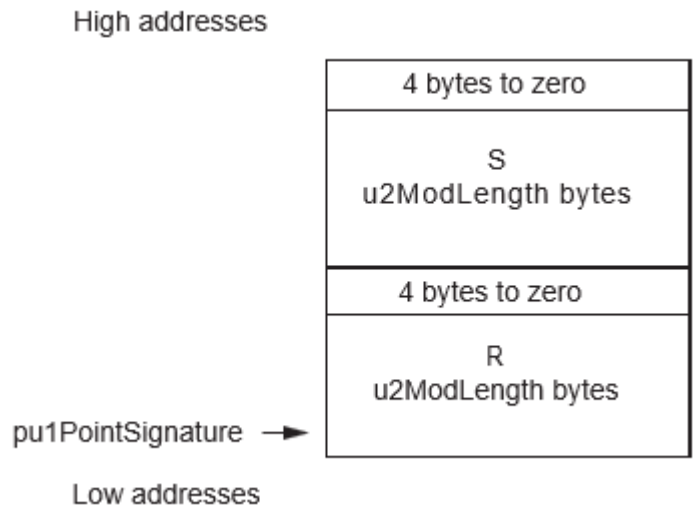 High addresses
4 bytes to zero
S
u2ModLength bytes
4 bytes to zero
R
u2ModLength bytes
pu1PointSignature
Low addresses